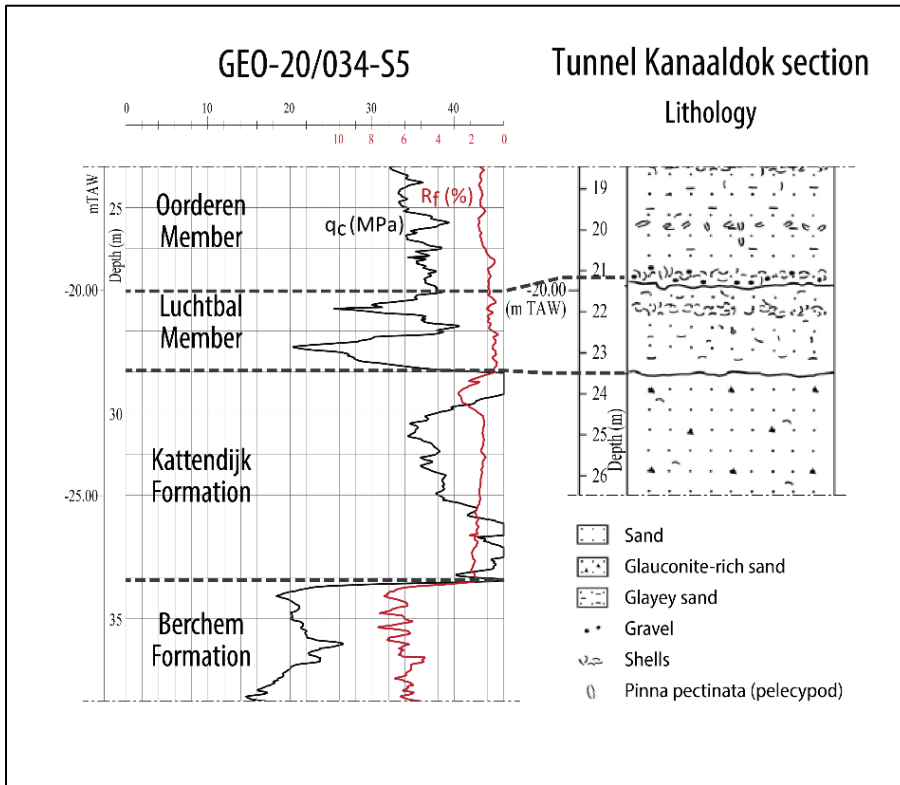 GEO-20/034-S5
Tunnel Kanaaldok section
Lithology
0 10 20 30 40
10 8 6 4 2 0
mTAW
Depth (m)
25
-20.00
30
-25.00
35
Oorderen
Member
qc (MPa)
Rf (%)
Luchtbal
Member
Kattendijk
Formation
Berchem
Formation
-20.00
(m TAW)
19
20
21
22
23
24
25
26
Depth (m)
Sand
Glauconite-rich sand
Glayey sand
Gravel
Shells
Pinna pectinata (pelecypod)